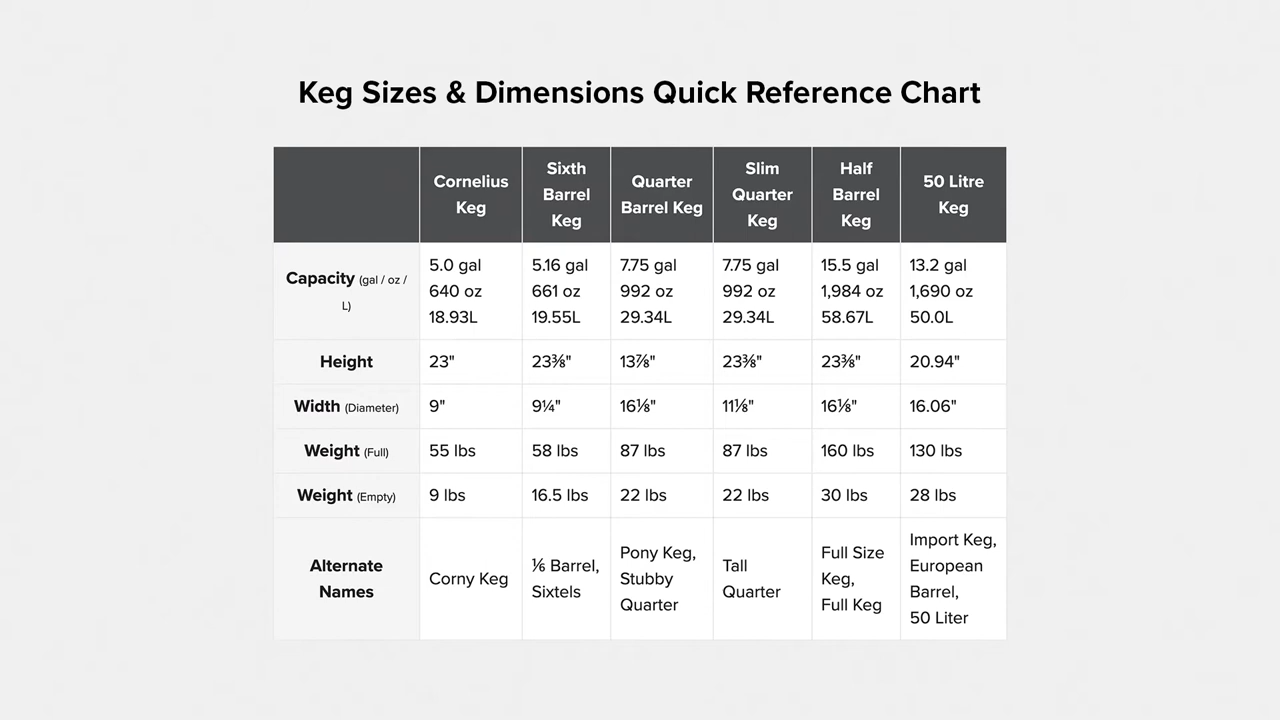 Keg Sizes & Dimensions Quick Reference Chart
Cornelius Keg | Sixth Barrel Keg | Quarter Barrel Keg | Slim Quarter Keg | Half Barrel Keg | 50 Litre Keg
Capacity (gal / oz / L) | 5.0 gal 640 oz 18.93L | 5.16 gal 661 oz 19.55L | 7.75 gal 992 oz 29.34L | 7.75 gal 992 oz 29.34L | 15.5 gal 1,984 oz 58.67L | 13.2 gal 1,690 oz 50.0L
Height | 23" | 23⅜" | 13⅞" | 23⅜" | 23⅜" | 20.94"
Width (Diameter) | 9" | 9¼" | 16⅛" | 11⅛" | 16⅛" | 16.06"
Weight (Full) | 55 lbs | 58 lbs | 87 lbs | 87 lbs | 160 lbs | 130 lbs
Weight (Empty) | 9 lbs | 16.5 lbs | 22 lbs | 22 lbs | 30 lbs | 28 lbs
Alternate Names | Corny Keg | ⅙ Barrel, Sixtels | Pony Keg, Stubby Quarter | Tall Quarter | Full Size Keg, Full Keg | Import Keg, European Barrel, 50 Liter